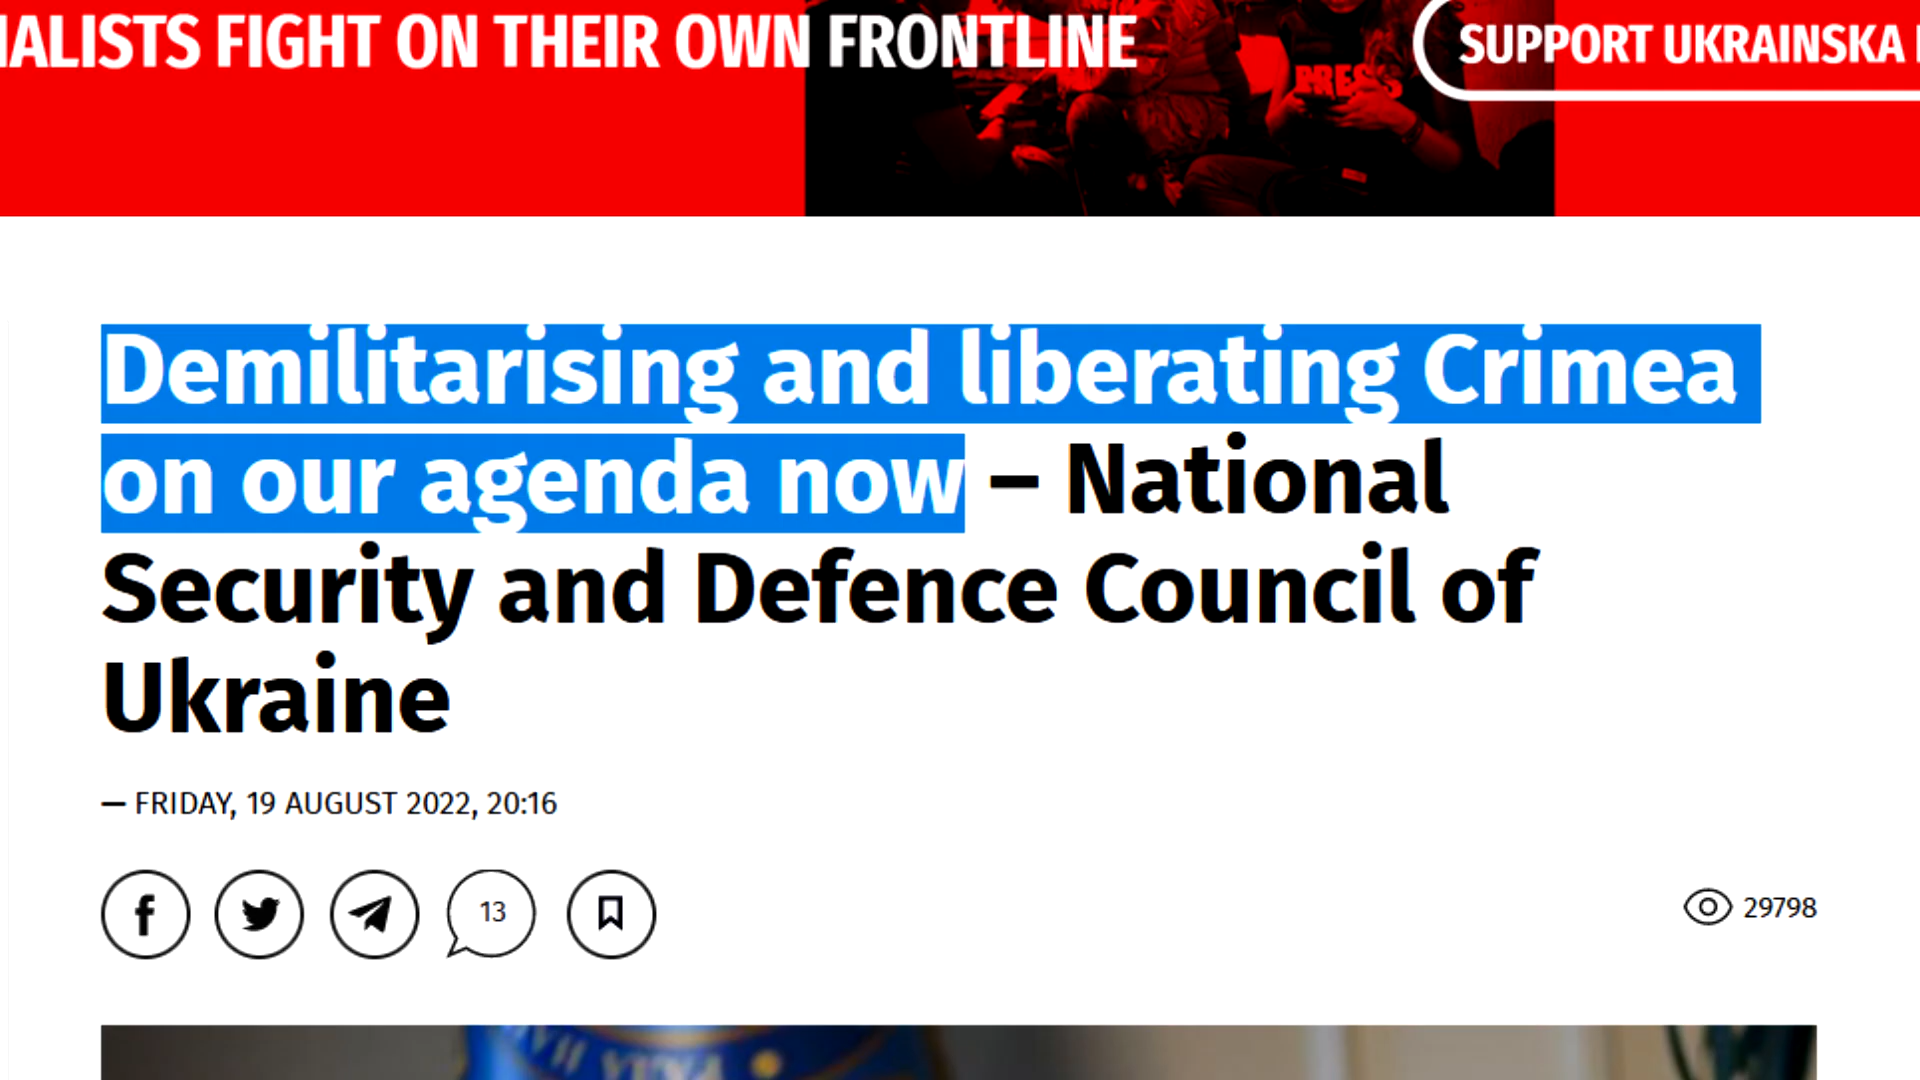 IALISTS FIGHT ON THEIR OWN FRONTLINE
SUPPORT UKRAINSKA
PRESS
Demilitarising and liberating Crimea
on our agenda now – National
Security and Defence Council of
Ukraine
— FRIDAY, 19 AUGUST 2022, 20:16
13
29798